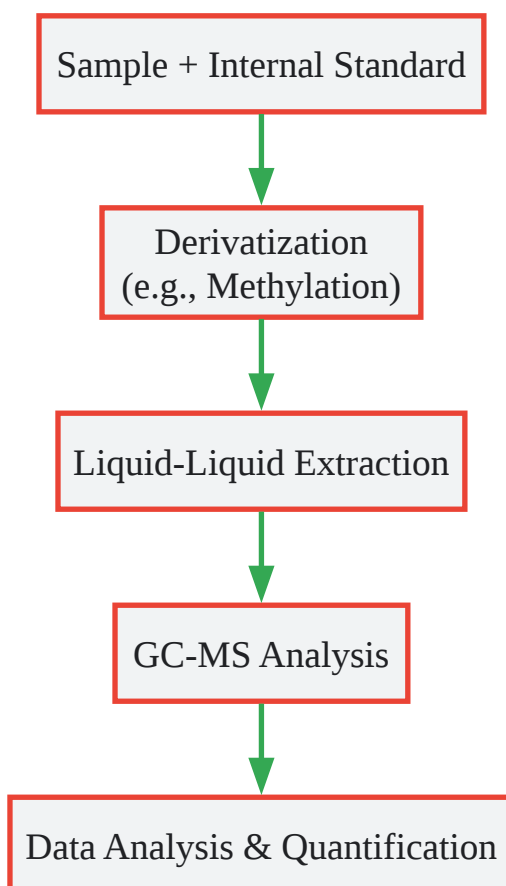 Sample + Internal Standard
Derivatization
(e.g., Methylation)
Liquid-Liquid Extraction
GC-MS Analysis
Data Analysis & Quantification